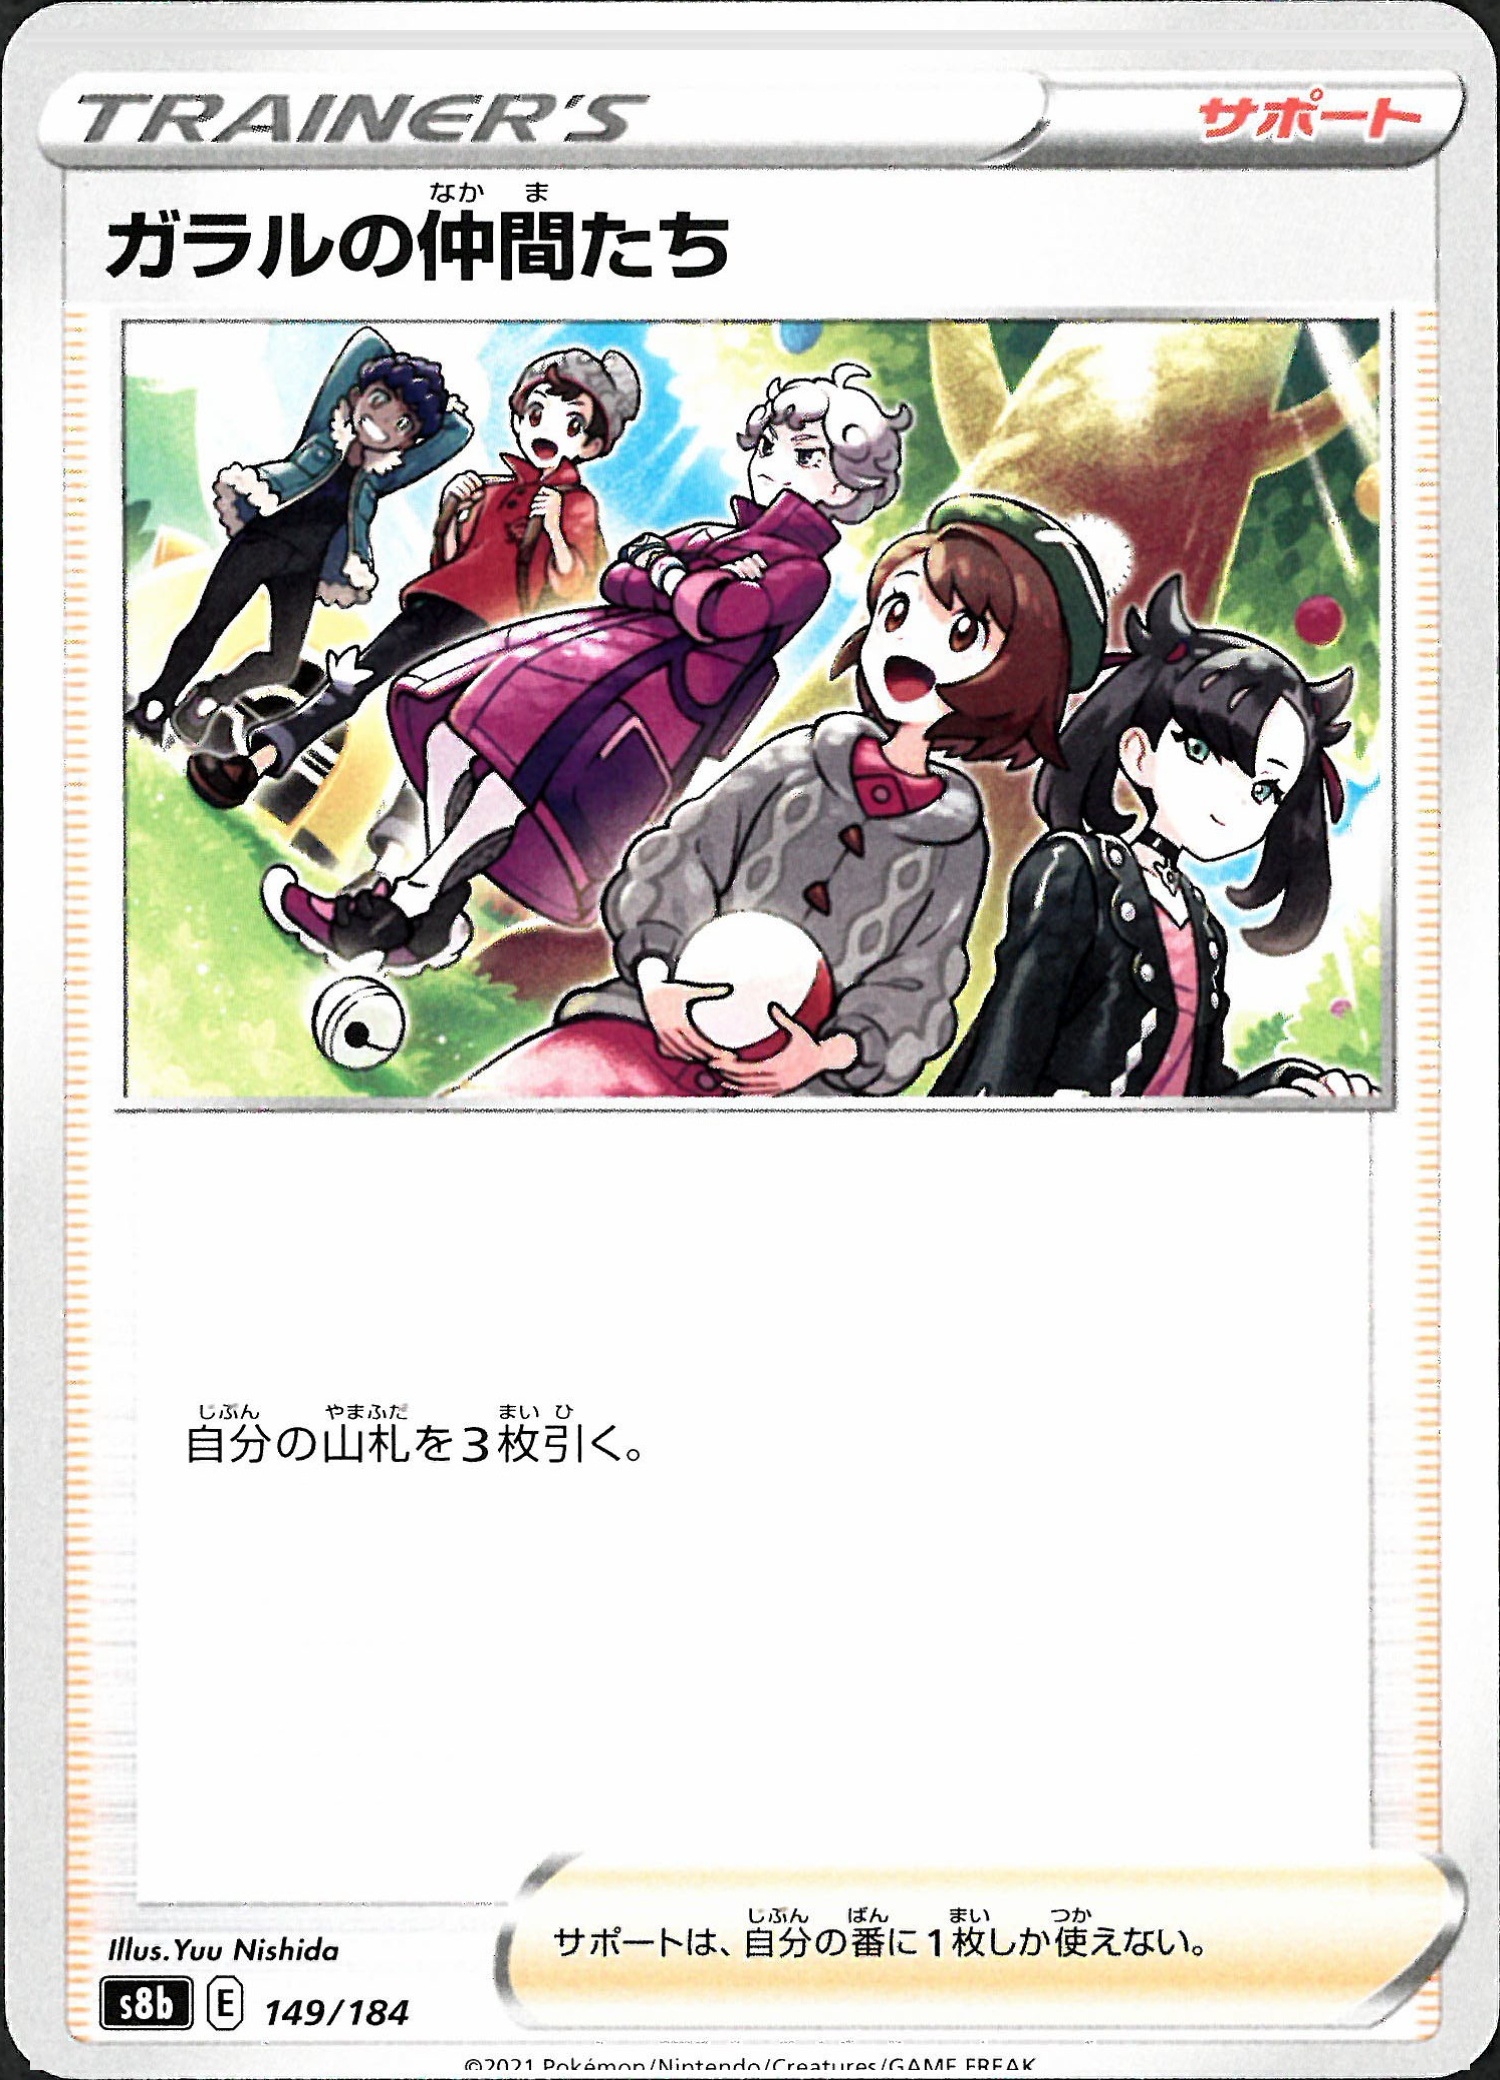 TRAINER'S
サポート
なかま
ガラルの仲間たち
じぶん やまふだ まい ひ
自分の山札を3枚引く。
じぶん ばん まい つか
サポートは、自分の番に1枚しか使えない。
Illus.Yuu Nishida
s8b E 149/184
©2021 Pokémon/Nintendo/Creatures/GAME FREAK